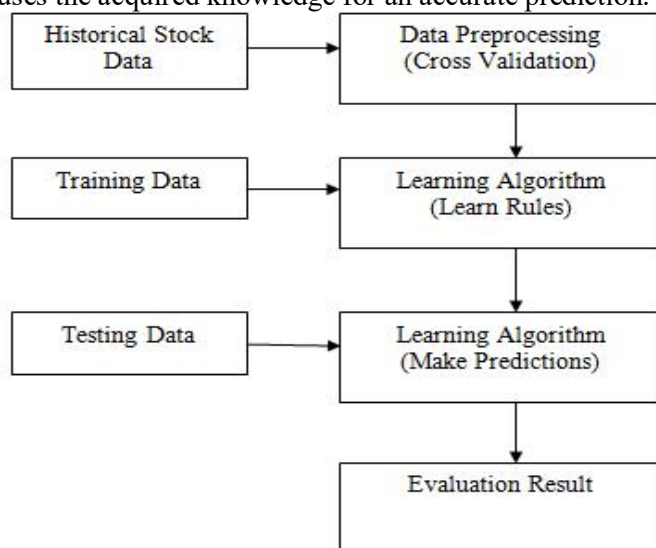 uses the acquired knowledge for an accurate prediction.
Historical Stock
Data
Data Preprocessing
(Cross Validation)
Training Data
Learning Algorithm
(Learn Rules)
Testing Data
Learning Algorithm
(Make Predictions)
Evaluation Result